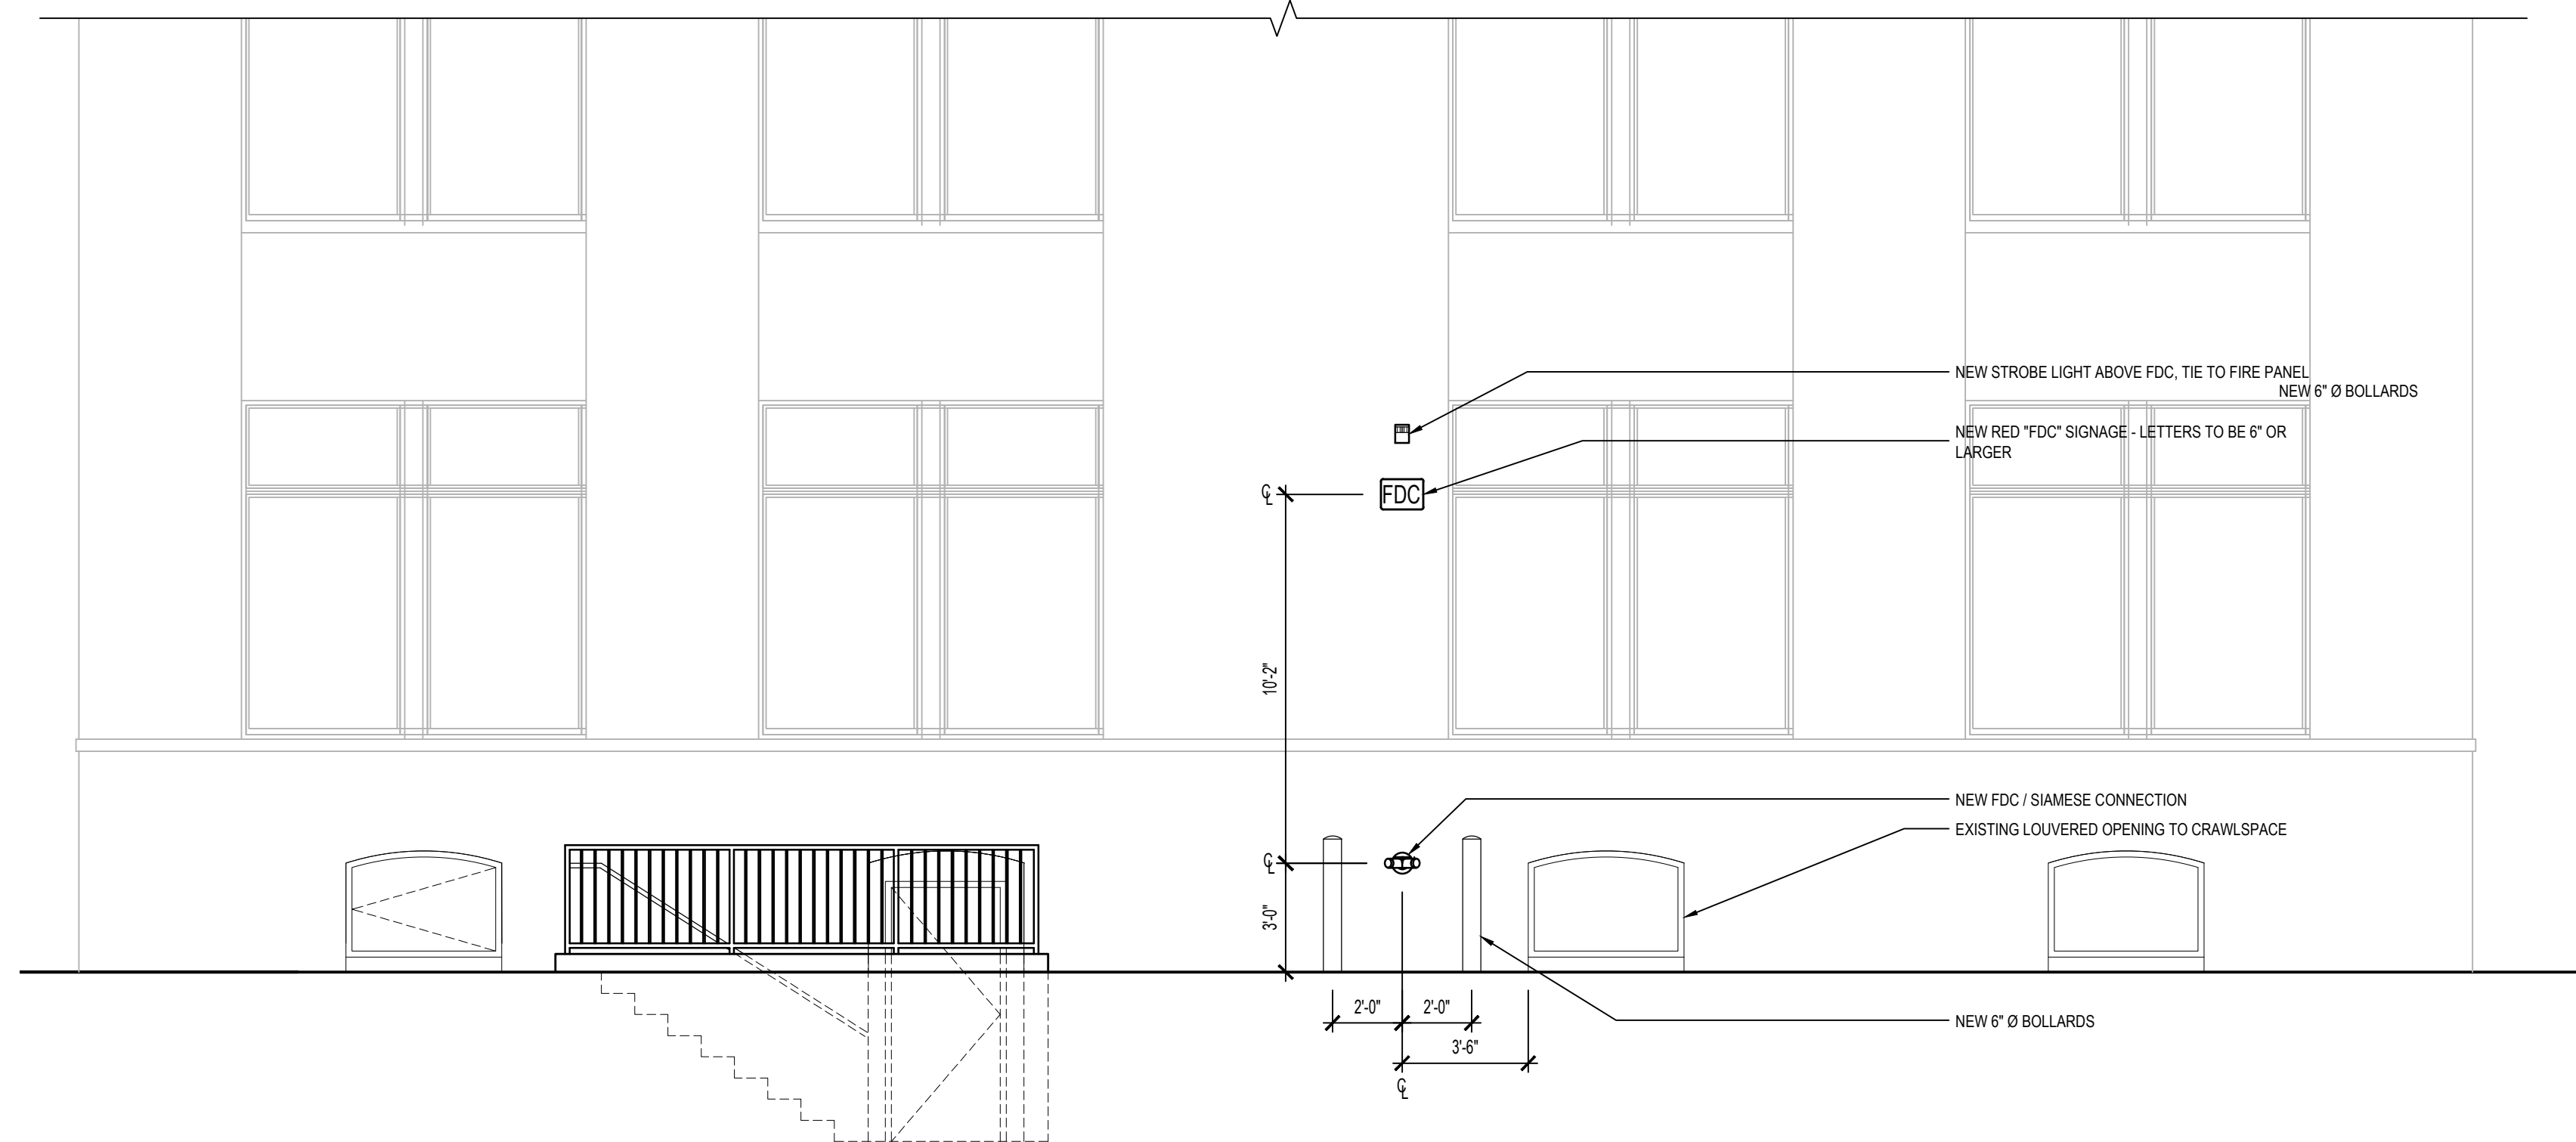 NEW STROBE LIGHT ABOVE FDC, TIE TO FIRE PANEL
NEW 6" Ø BOLLARDS
NEW RED "FDC" SIGNAGE - LETTERS TO BE 6" OR
LARGER
℄
FDC
10'-2"
NEW FDC / SIAMESE CONNECTION
EXISTING LOUVERED OPENING TO CRAWLSPACE
℄
3'-0"
2'-0"
2'-0"
NEW 6" Ø BOLLARDS
3'-6"
℄